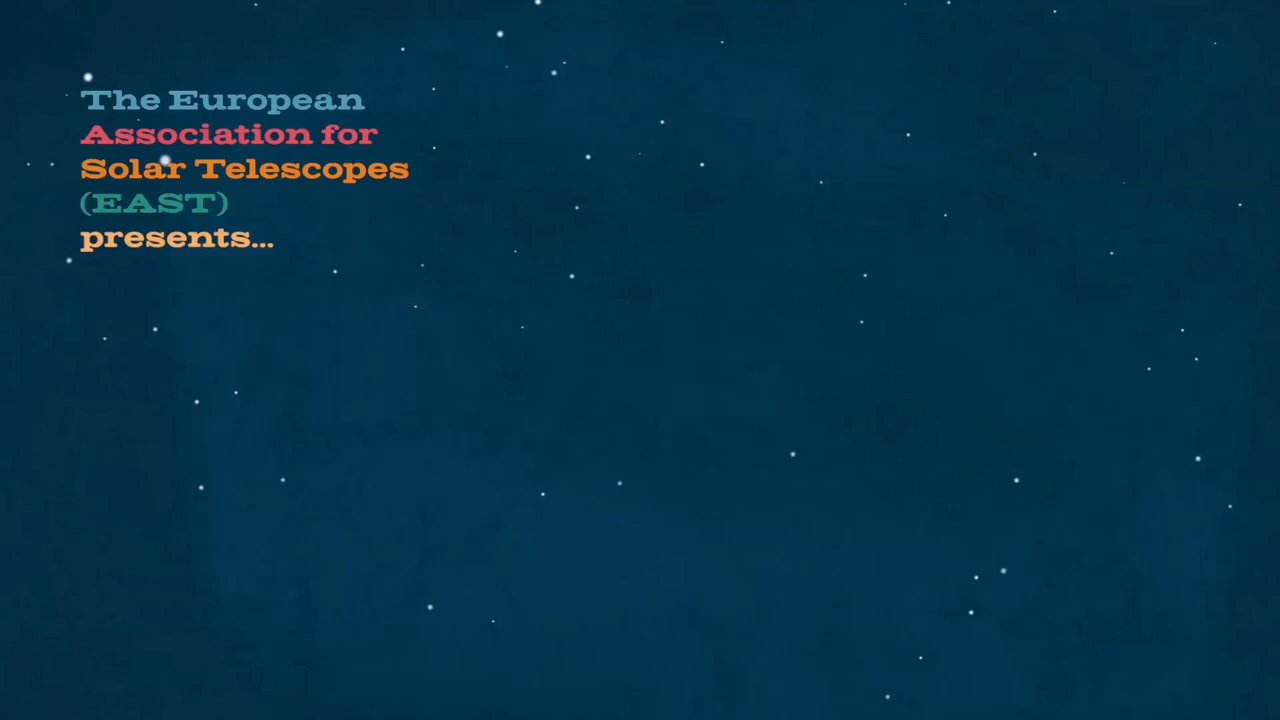 The European
Association for
Solar Telescopes
(EAST)
presents...